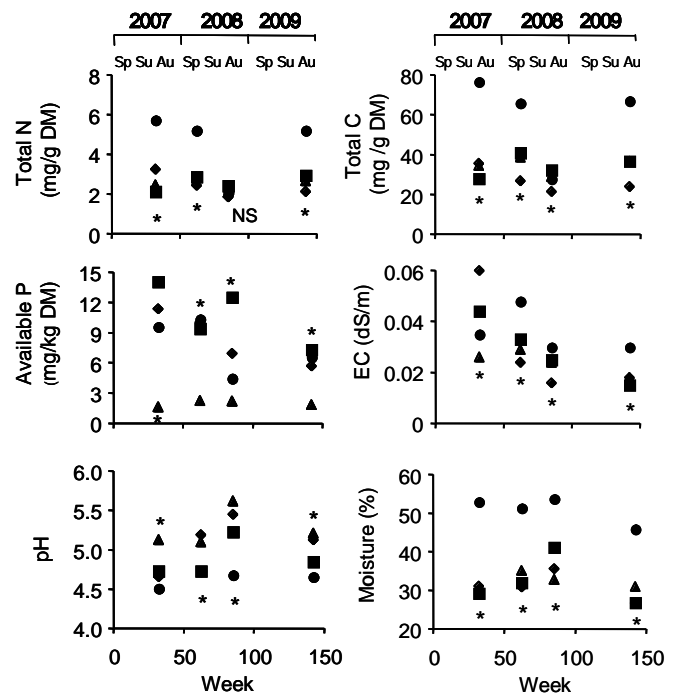 2007 2008 2009
Sp Su Au Sp Su Au Sp Su Au
2007 2008 2009
Sp Su Au Sp Su Au Sp Su Au
Total N
(mg/g DM)
8
6
4
2
0
*
*
NS
*
Total C
(mg /g DM)
80
60
40
20
0
*
*
*
*
Available P
(mg/kg DM)
15
12
9
6
3
0
*
*
*
*
EC (dS/m)
0.06
0.04
0.02
0
*
*
*
*
pH
6.0
5.5
5.0
4.5
4.0
*
*
*
*
0 50 100 150
Week
Moisture (%)
60
50
40
30
20
*
*
*
*
0 50 100 150
Week